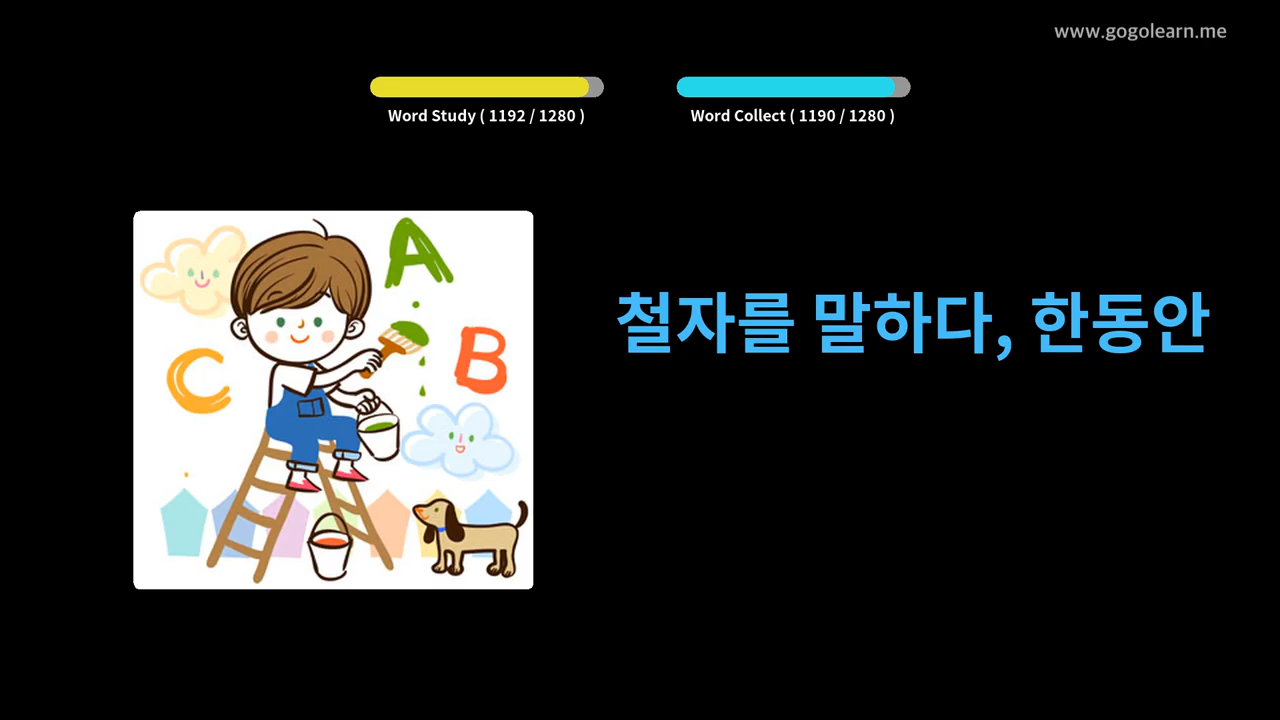 www.gogolearn.me
Word Study ( 1192 / 1280 )
Word Collect ( 1190 / 1280 )
A
B
C
철자를 말하다, 한동안